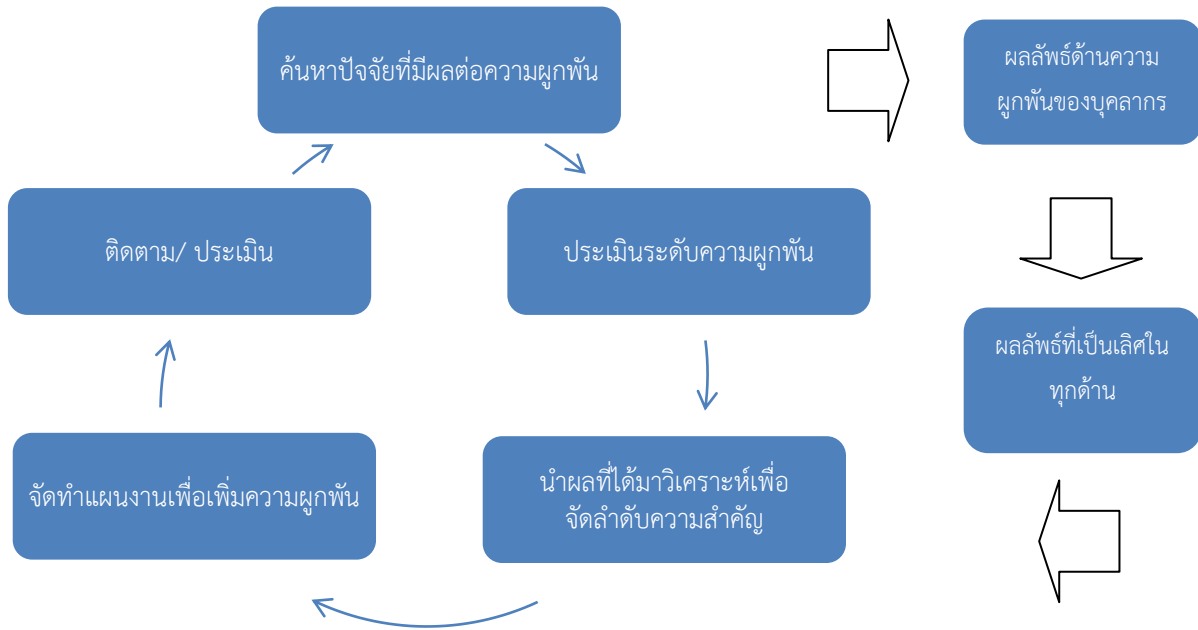 ค้นหาปัจจัยที่มีผลต่อความผูกพัน
ผลลัพธ์ด้านความ
ผูกพันของบุคลากร
ติดตาม/ ประเมิน
ประเมินระดับความผูกพัน
ผลลัพธ์ที่เป็นเลิศใน
ทุกด้าน
จัดทำแผนงานเพื่อเพิ่มความผูกพัน
นำผลที่ได้มาวิเคราะห์เพื่อ
จัดลำดับความสำคัญ